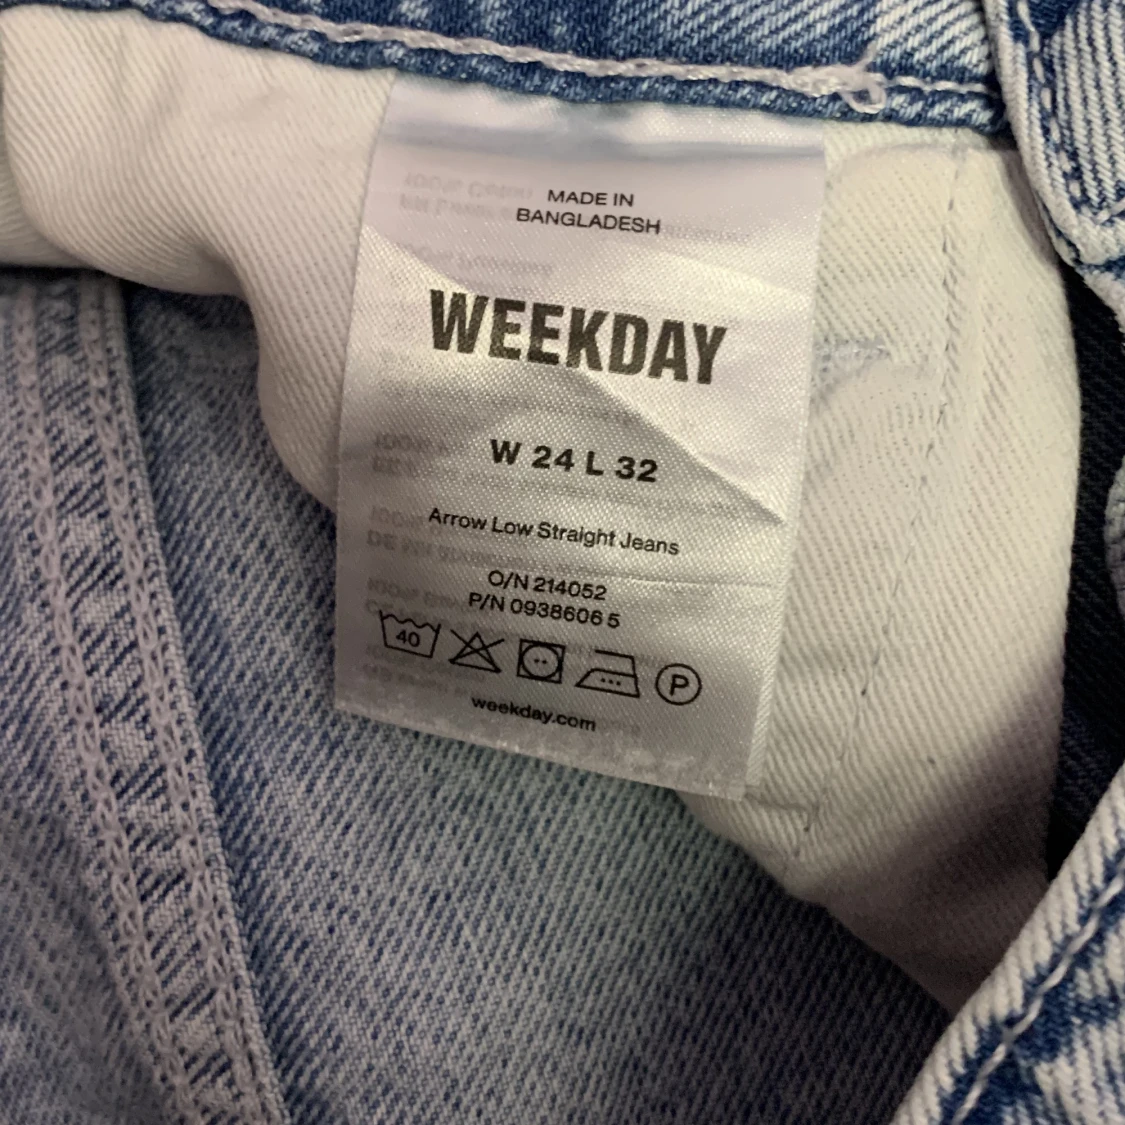 MADE IN
BANGLADESH
WEEKDAY
W 24 L 32
Arrow Low Straight Jeans
O/N 214052
P/N 0938606 5
40
P
weekday.com